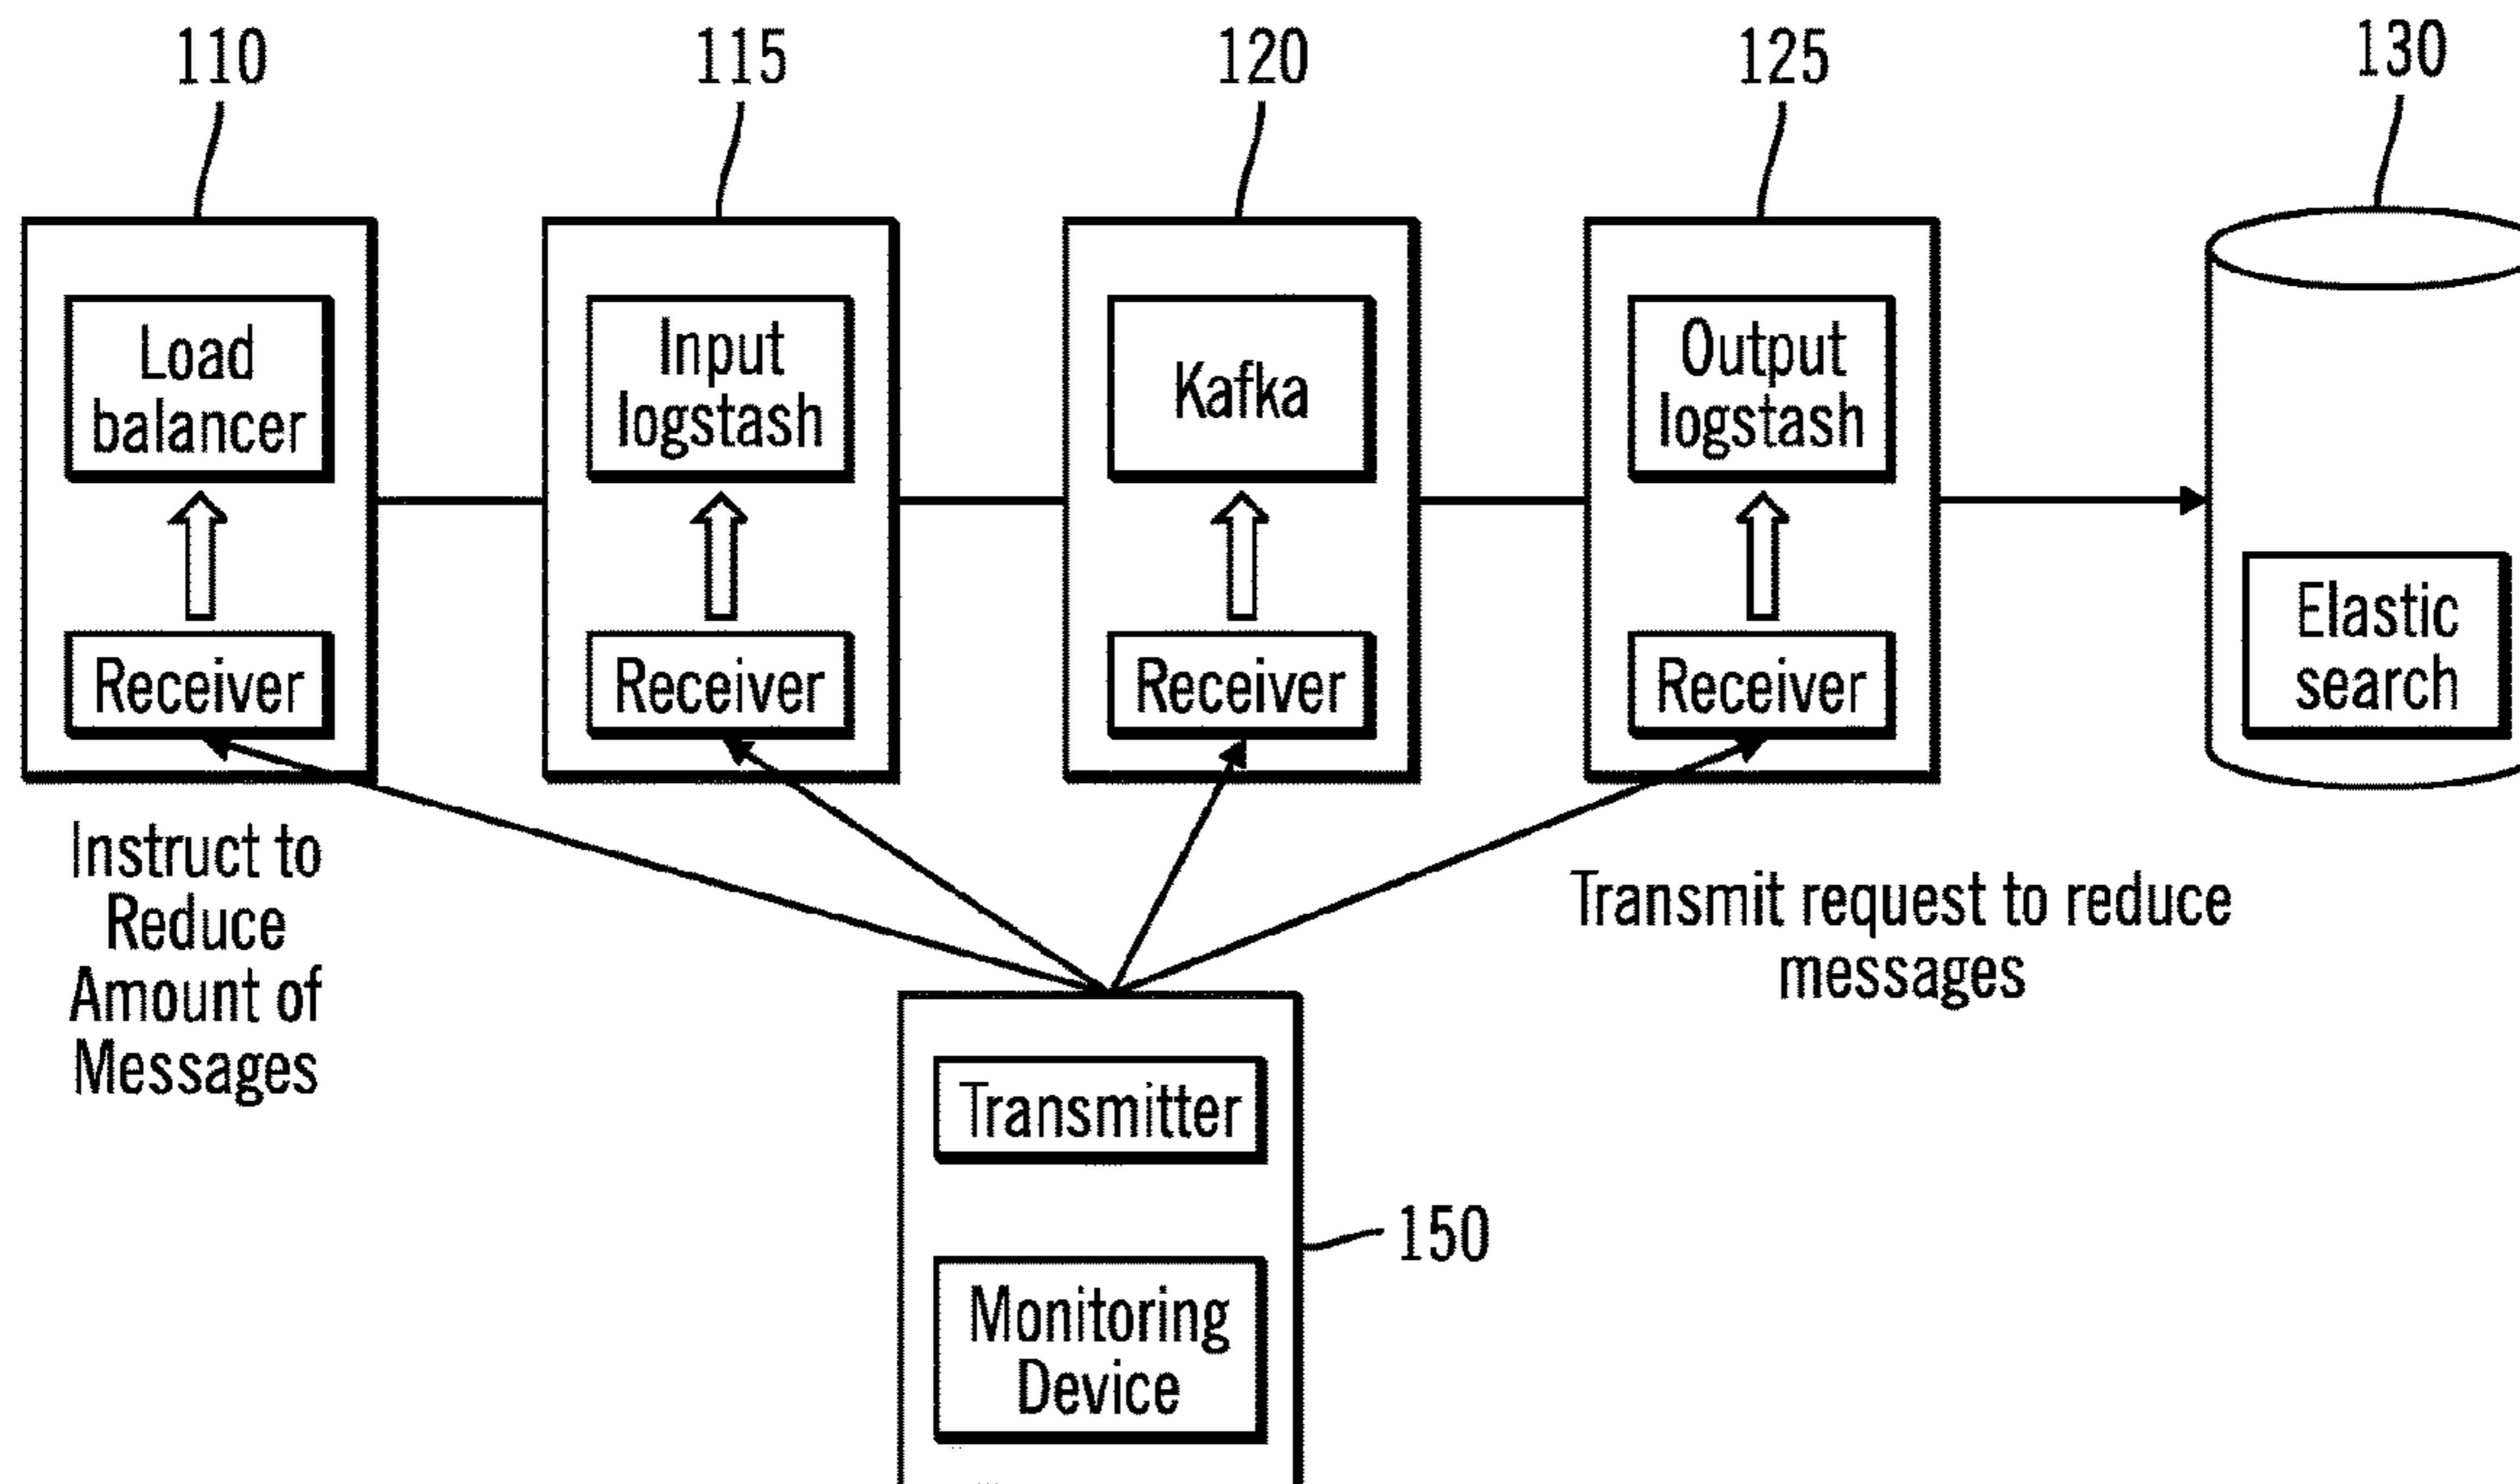 110
115
120
125
130
Load
balancer
Input
logstash
Kafka
Output
logstash
Receiver
Receiver
Receiver
Receiver
Elastic
search
Instruct to
Reduce
Amount of
Messages
Transmit request to reduce
messages
Transmitter
150
Monitoring
Device